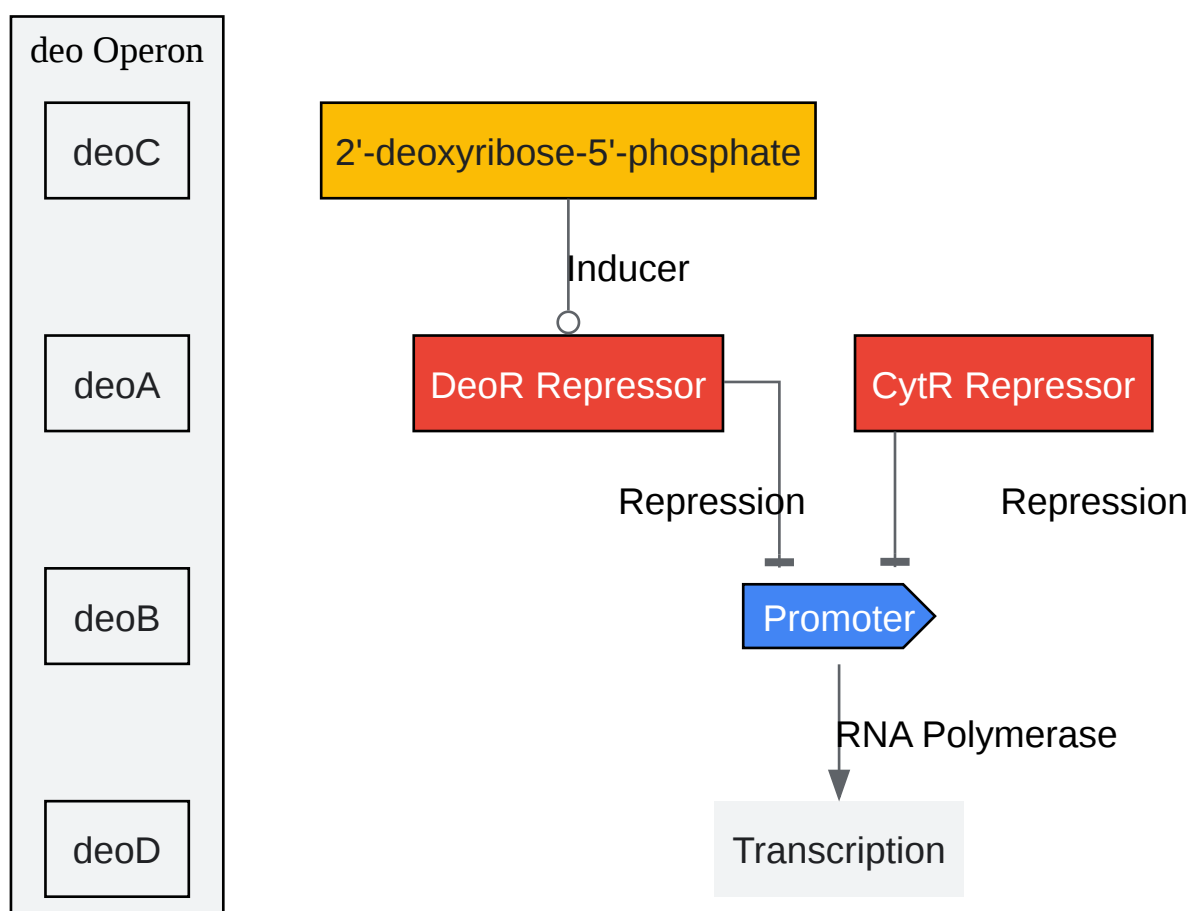 deo Operon
deoC
2'-deoxyribose-5'-phosphate
Inducer
deoA
DeoR Repressor
CytR Repressor
Repression
Repression
deoB
Promoter
RNA Polymerase
deoD
Transcription